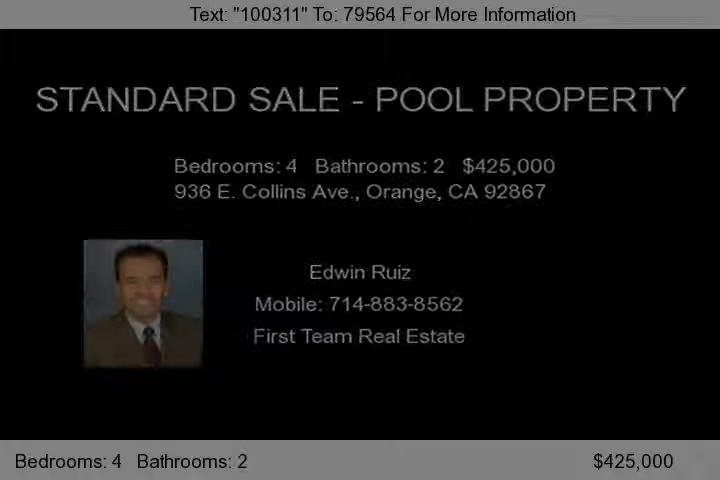 Text: "100311" To: 79564 For More Information
STANDARD SALE - POOL PROPERTY
Bedrooms: 4 Bathrooms: 2 $425,000
936 E. Collins Ave., Orange, CA 92867
Edwin Ruiz
Mobile: 714-883-8562
First Team Real Estate
Bedrooms: 4 Bathrooms: 2 $425,000